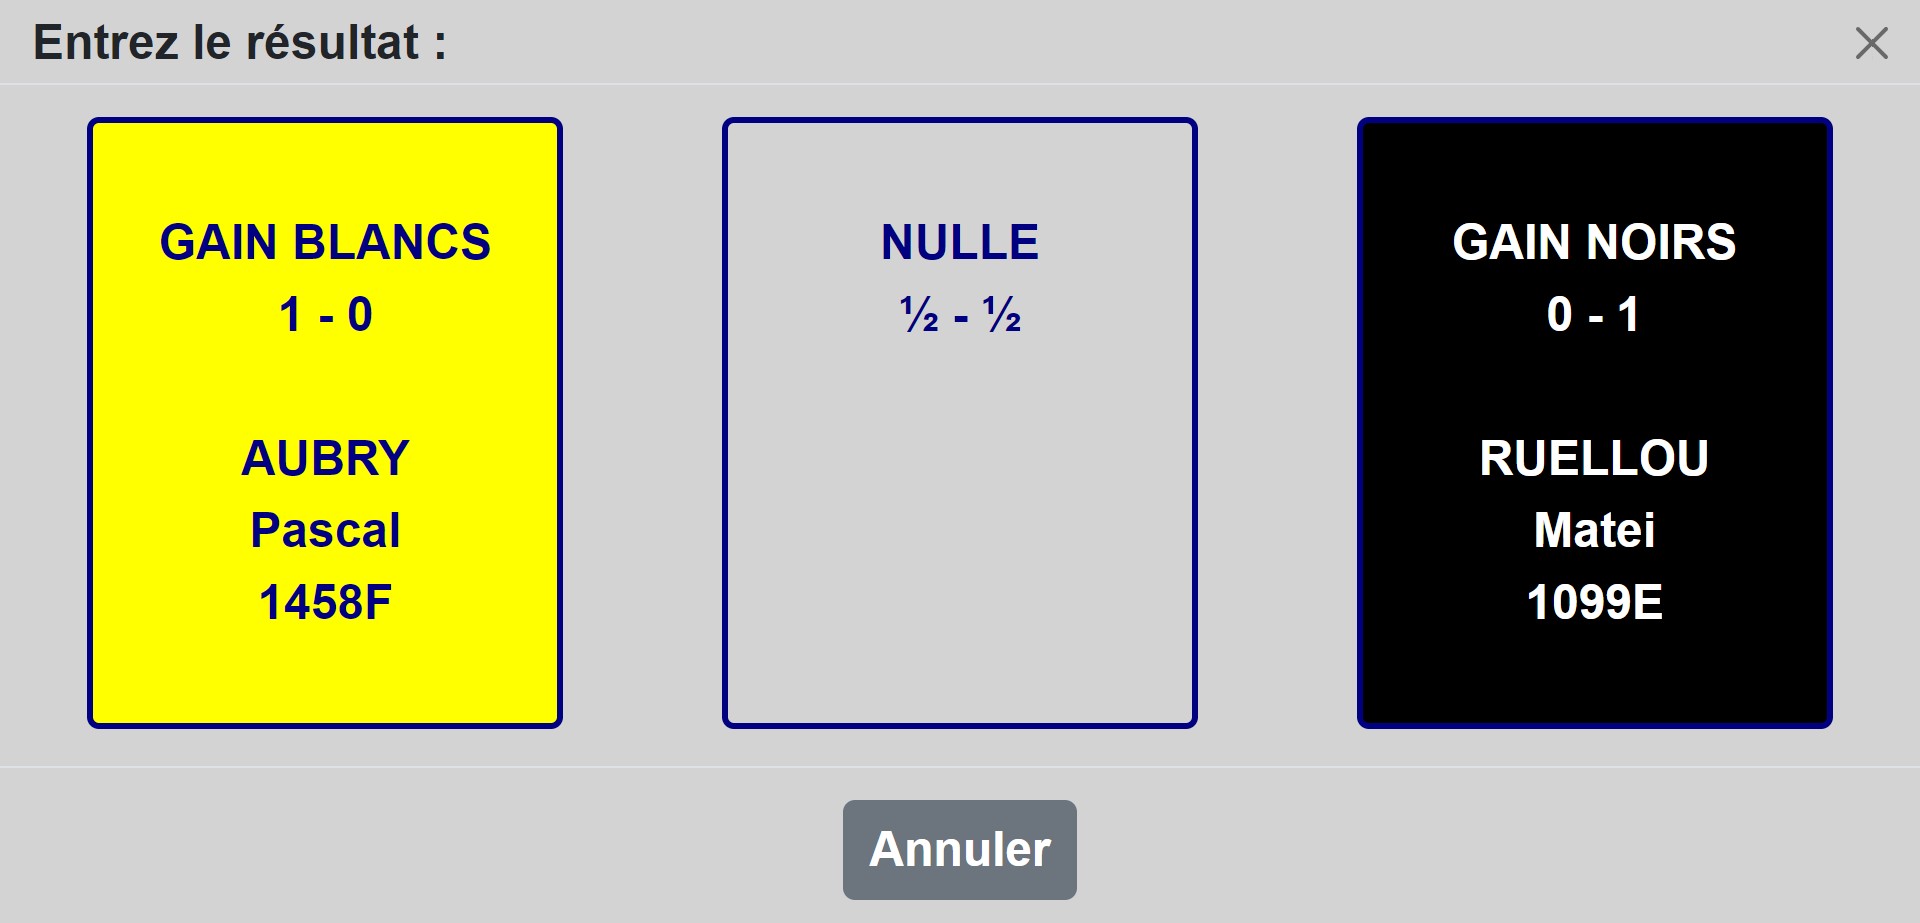 Entrez le résultat :
GAIN BLANCS
1 - 0
AUBRY
Pascal
1458F
NULLE
½ - ½
GAIN NOIRS
0 - 1
RUELLOU
Matei
1099E
Annuler